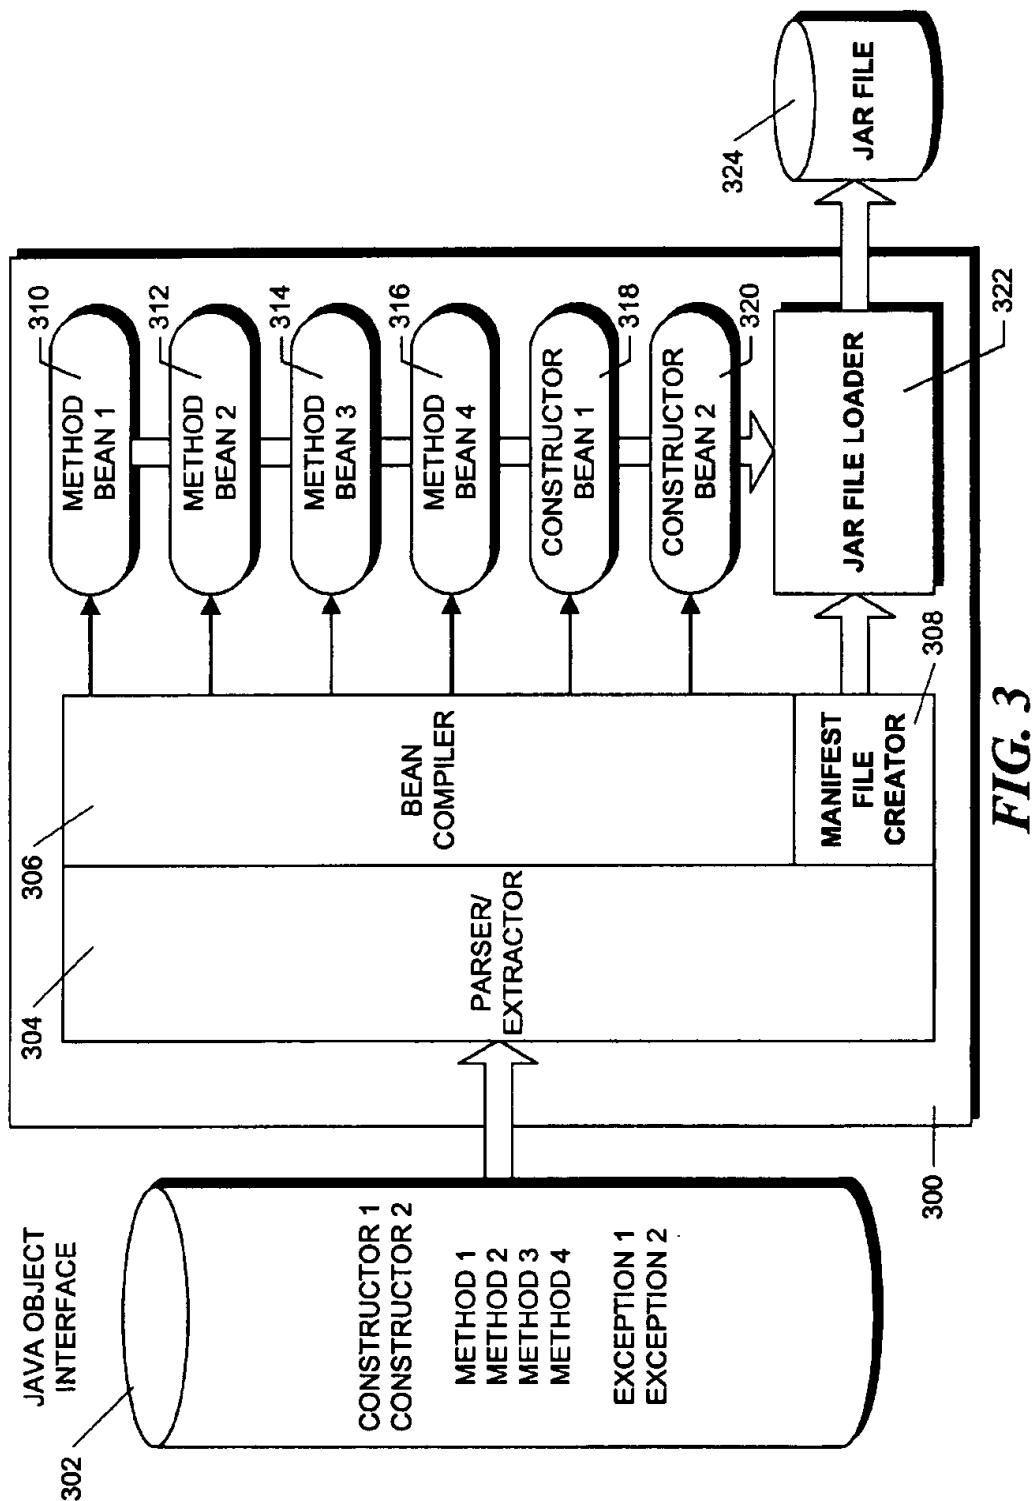 JAVA OBJECT
INTERFACE
302
CONSTRUCTOR 1
CONSTRUCTOR 2
METHOD 1
METHOD 2
METHOD 3
METHOD 4
EXCEPTION 1
EXCEPTION 2
300
304
PARSER/
EXTRACTOR
306
BEAN
COMPILER
MANIFEST
FILE
CREATOR
308
310
METHOD
BEAN 1
312
METHOD
BEAN 2
314
METHOD
BEAN 3
316
METHOD
BEAN 4
318
CONSTRUCTOR
BEAN 1
320
CONSTRUCTOR
BEAN 2
JAR FILE LOADER
322
324
JAR FILE
FIG. 3